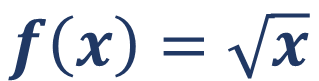 f(x) = √x